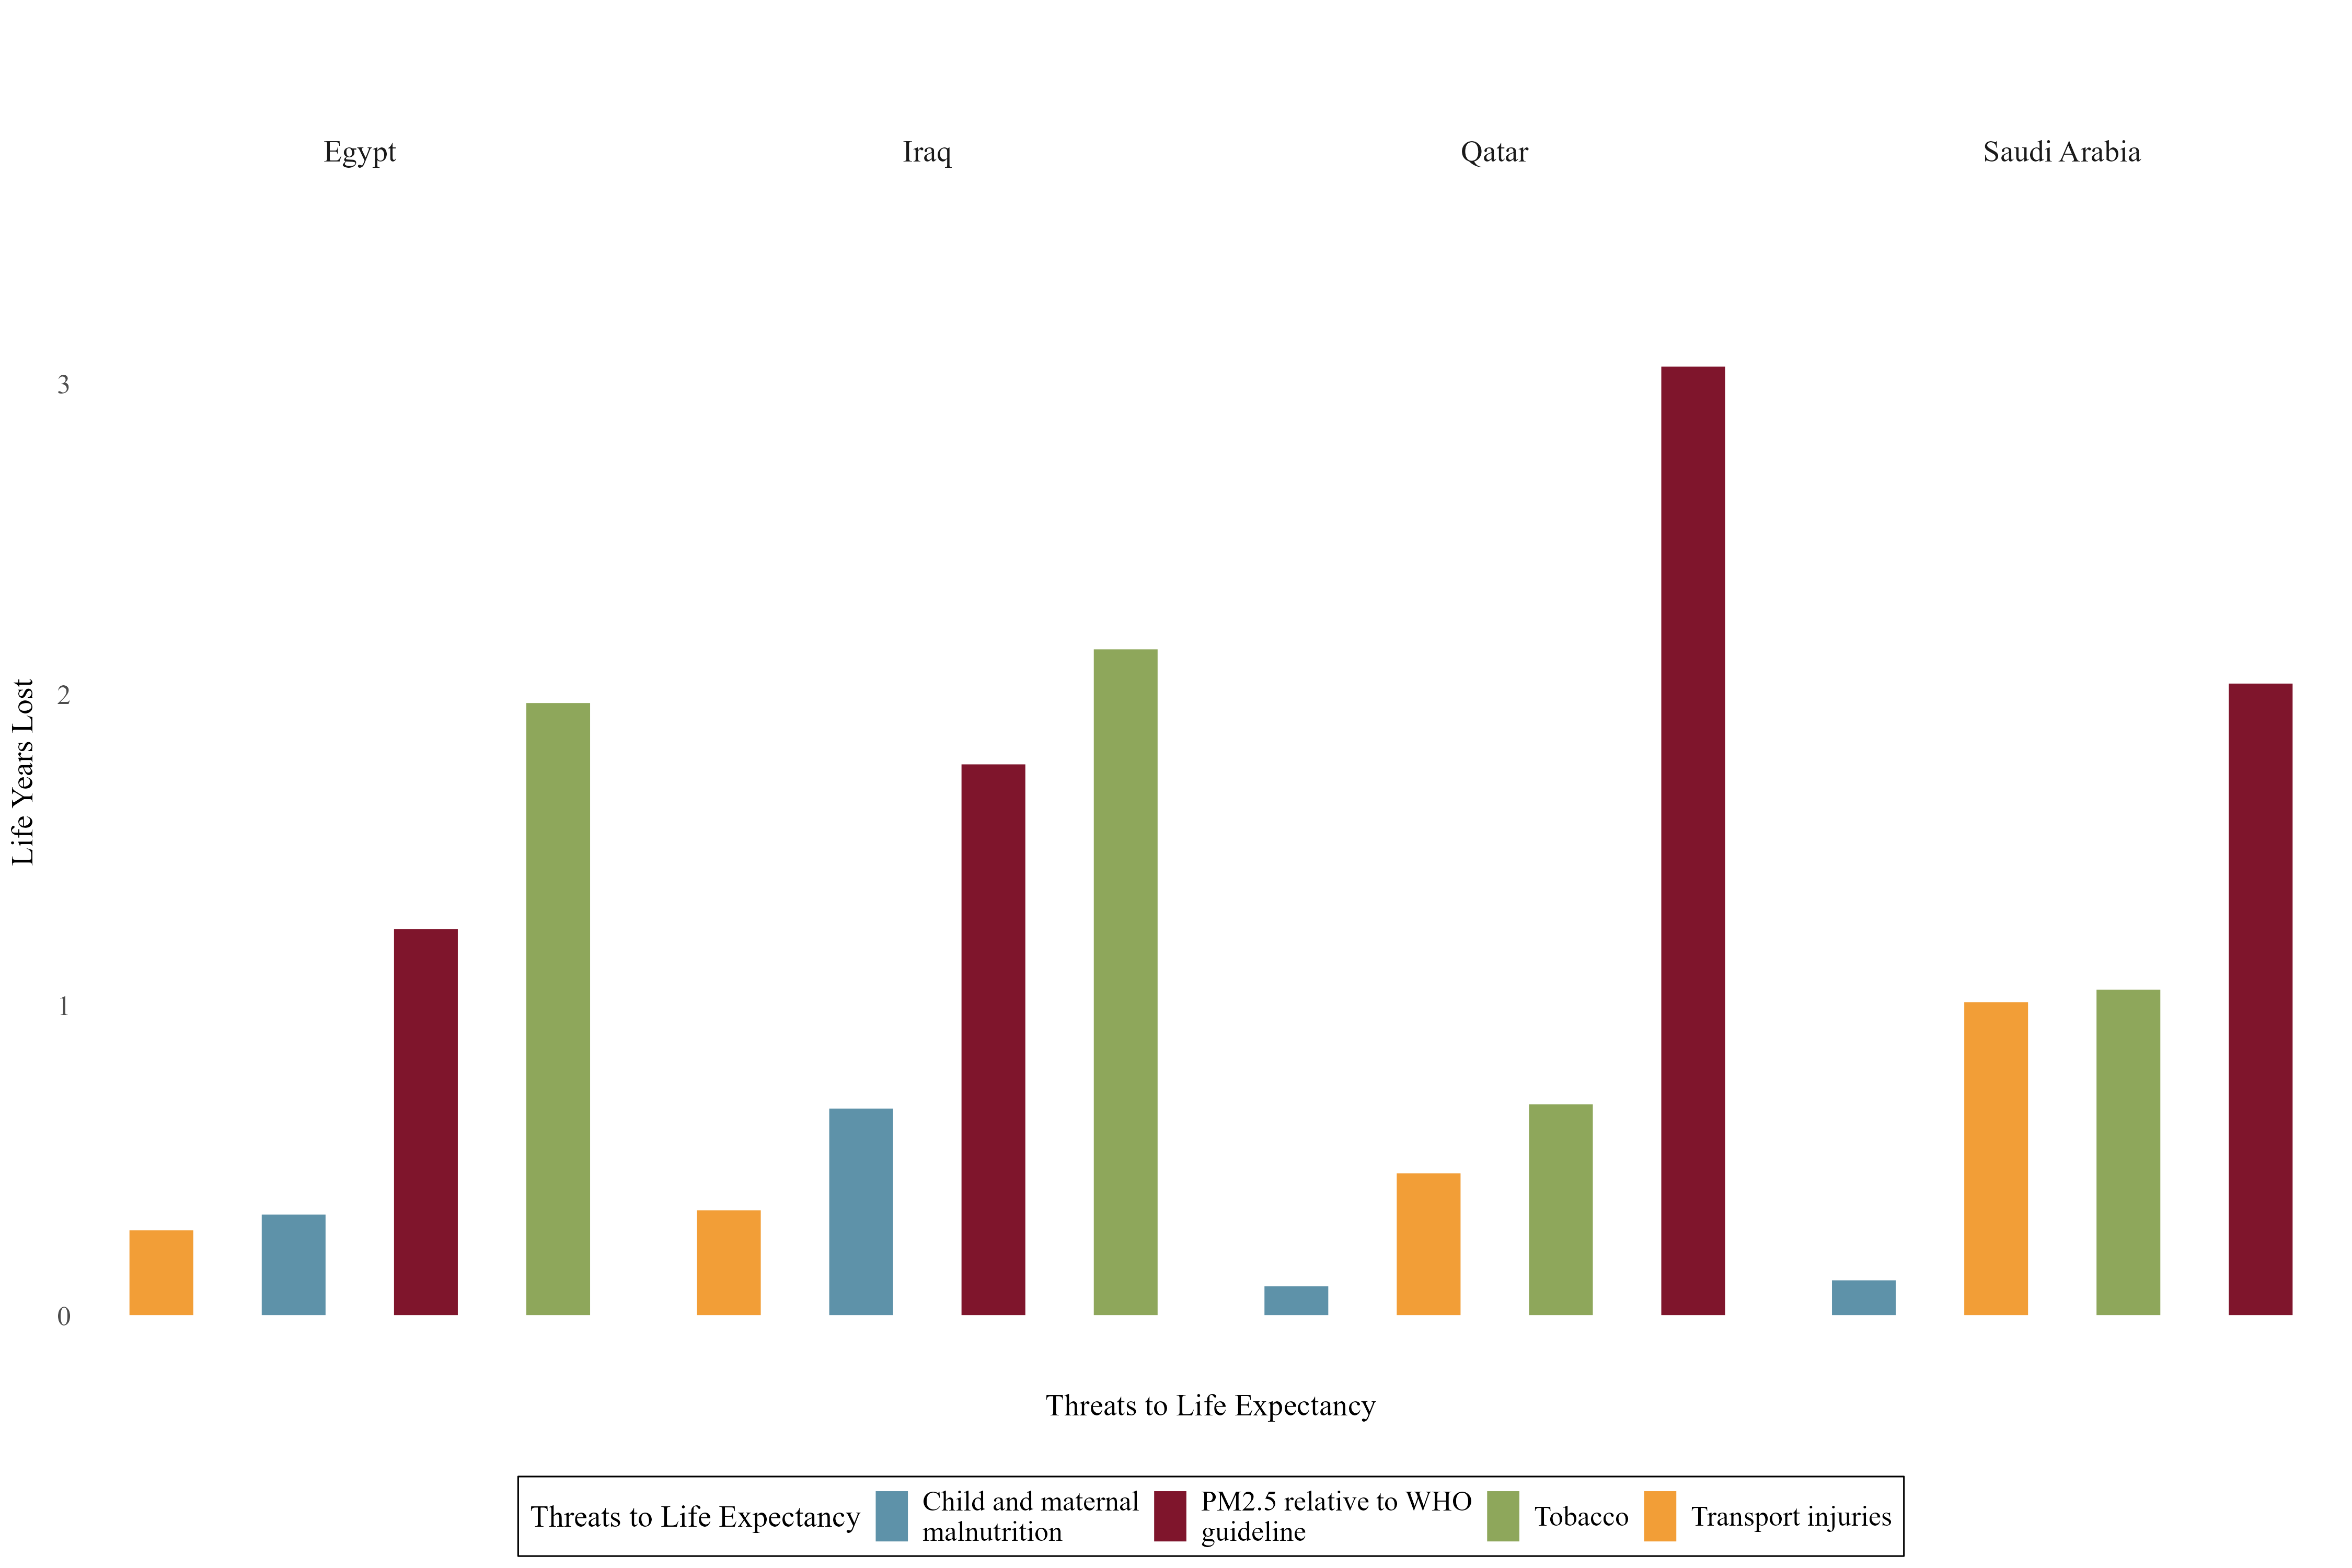 Egypt
Iraq
Qatar
Saudi Arabia
3
2
1
0
Life Years Lost
Threats to Life Expectancy
Threats to Life Expectancy
Child and maternal
malnutrition
PM2.5 relative to WHO
guideline
Tobacco
Transport injuries